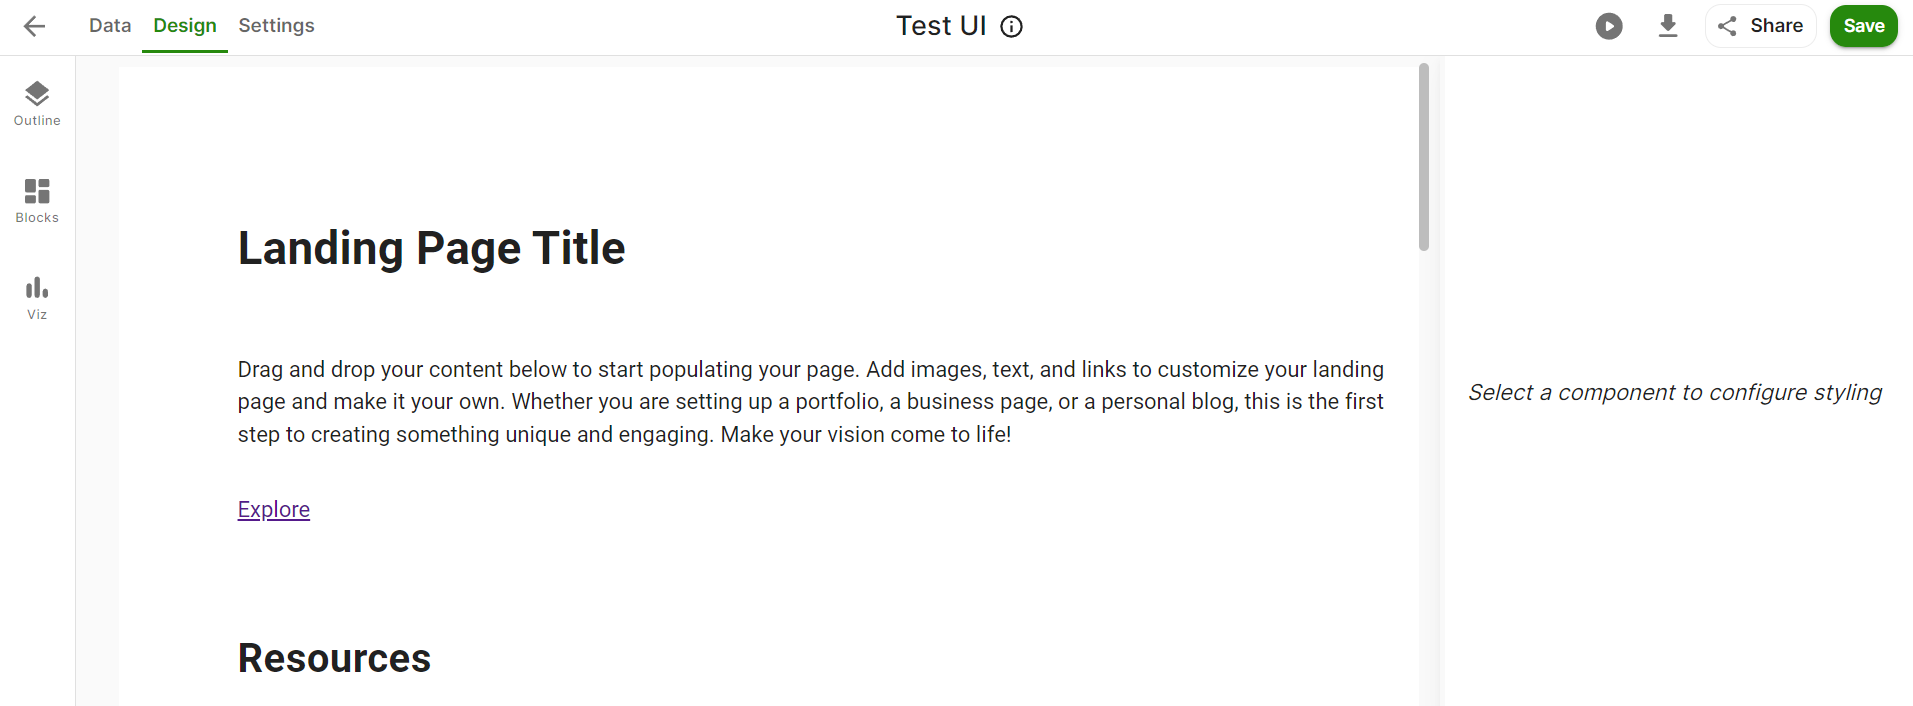 Data Design Settings
Test UI
Share
Save
Outline
Blocks
Viz
Landing Page Title
Drag and drop your content below to start populating your page. Add images, text, and links to customize your landing
page and make it your own. Whether you are setting up a portfolio, a business page, or a personal blog, this is the first
step to creating something unique and engaging. Make your vision come to life!
Explore
Resources
Select a component to configure styling